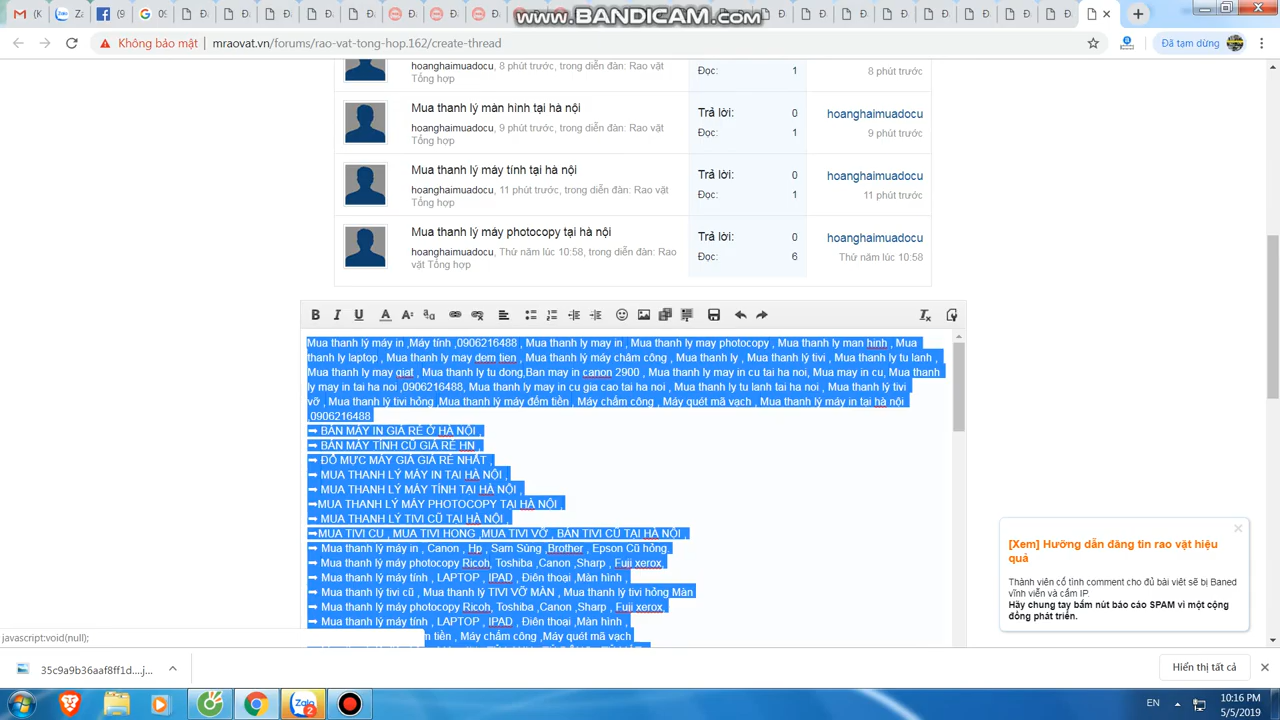 www.BANDICAM.com
Không bảo mật
mraovat.vn/forums/rao-vat-tong-hop.162/create-thread
Đã tạm dừng
hoanghaimuadocu, 8 phút trước, trong diễn đàn: Rao vặt
Tổng hợp
Đọc: 1
8 phút trước
Mua thanh lý màn hình tại hà nội
hoanghaimuadocu, 9 phút trước, trong diễn đàn: Rao vặt
Tổng hợp
Trả lời: 0
Đọc: 1
hoanghaimuadocu
9 phút trước
Mua thanh lý máy tính tại hà nội
hoanghaimuadocu, 11 phút trước, trong diễn đàn: Rao vặt
Tổng hợp
Trả lời: 0
Đọc: 1
hoanghaimuadocu
11 phút trước
Mua thanh lý máy photocopy tại hà nội
hoanghaimuadocu, Thứ năm lúc 10:58, trong diễn đàn: Rao
vặt Tổng hợp
Trả lời: 0
Đọc: 6
hoanghaimuadocu
Thứ năm lúc 10:58
Mua thanh lý máy in ,Máy tính ,0906216488 , Mua thanh ly may in , Mua thanh ly may photocopy , Mua thanh ly man hinh , Mua
thanh ly laptop , Mua thanh ly may dem tien , Mua thanh lý máy chấm công , Mua thanh ly , Mua thanh lý tivi , Mua thanh ly tu lanh ,
Mua thanh ly may giat , Mua thanh ly tu dong,Ban may in canon 2900 , Mua thanh ly may in cu tai ha noi, Mua may in cu, Mua thanh
ly may in tai ha noi ,0906216488, Mua thanh ly may in cu gia cao tai ha noi , Mua thanh ly tu lanh tai ha noi , Mua thanh lý tivi
vỡ , Mua thanh lý tivi hỏng ,Mua thanh lý máy đếm tiền , Máy chấm công , Máy quét mã vạch , Mua thanh lý máy in tại hà nội
,0906216488
➡ BÁN MÁY IN GIÁ RẺ Ở HÀ NỘI ,
➡ BÁN MÁY TÍNH CŨ GIÁ RẺ HN ,
➡ ĐỔ MỰC MÁY GIÁ GIÁ RẺ NHẤT ,
➡ MUA THANH LÝ MÁY IN TẠI HÀ NỘI ,
➡ MUA THANH LÝ MÁY TÍNH TẠI HÀ NỘI ,
➡MUA THANH LÝ MÁY PHOTOCOPY TẠI HÀ NỘI ,
➡ MUA THANH LÝ TIVI CŨ TẠI HÀ NỘI ,
➡MUA TIVI CU , MUA TIVI HONG ,MUA TIVI VỠ , BÁN TIVI CŨ TẠI HÀ NỘI ,
➡ Mua thanh lý máy in , Canon , Hp , Sam Sùng ,Brother , Epson Cũ hỏng.
➡ Mua thanh lý máy photocopy Ricoh, Toshiba ,Canon ,Sharp , Fuji xerox,
➡ Mua thanh lý máy tính , LAPTOP , IPAD , Điên thoại ,Màn hình ,
➡ Mua thanh lý tivi cũ , Mua thanh lý TIVI VỠ MÀN , Mua thanh lý tivi hỏng Màn
➡ Mua thanh lý máy photocopy Ricoh, Toshiba ,Canon ,Sharp , Fuji xerox,
➡ Mua thanh lý máy tính , LAPTOP , IPAD , Điên thoại ,Màn hình ,
tiền , Máy chấm công ,Máy quét mã vạch
[Xem] Hướng dẫn đăng tin rao vặt hiệu
quả
Thành viên cố tình comment cho đủ bài viết sẽ bị Baned
vĩnh viễn và cấm IP.
Hãy chung tay bấm nút báo cáo SPAM vì một cộng
đồng phát triển.
javascript:void(null);
35c9a9b36aaf8ff1d....j...
Hiển thị tất cả
EN
10:16 PM
5/5/2019